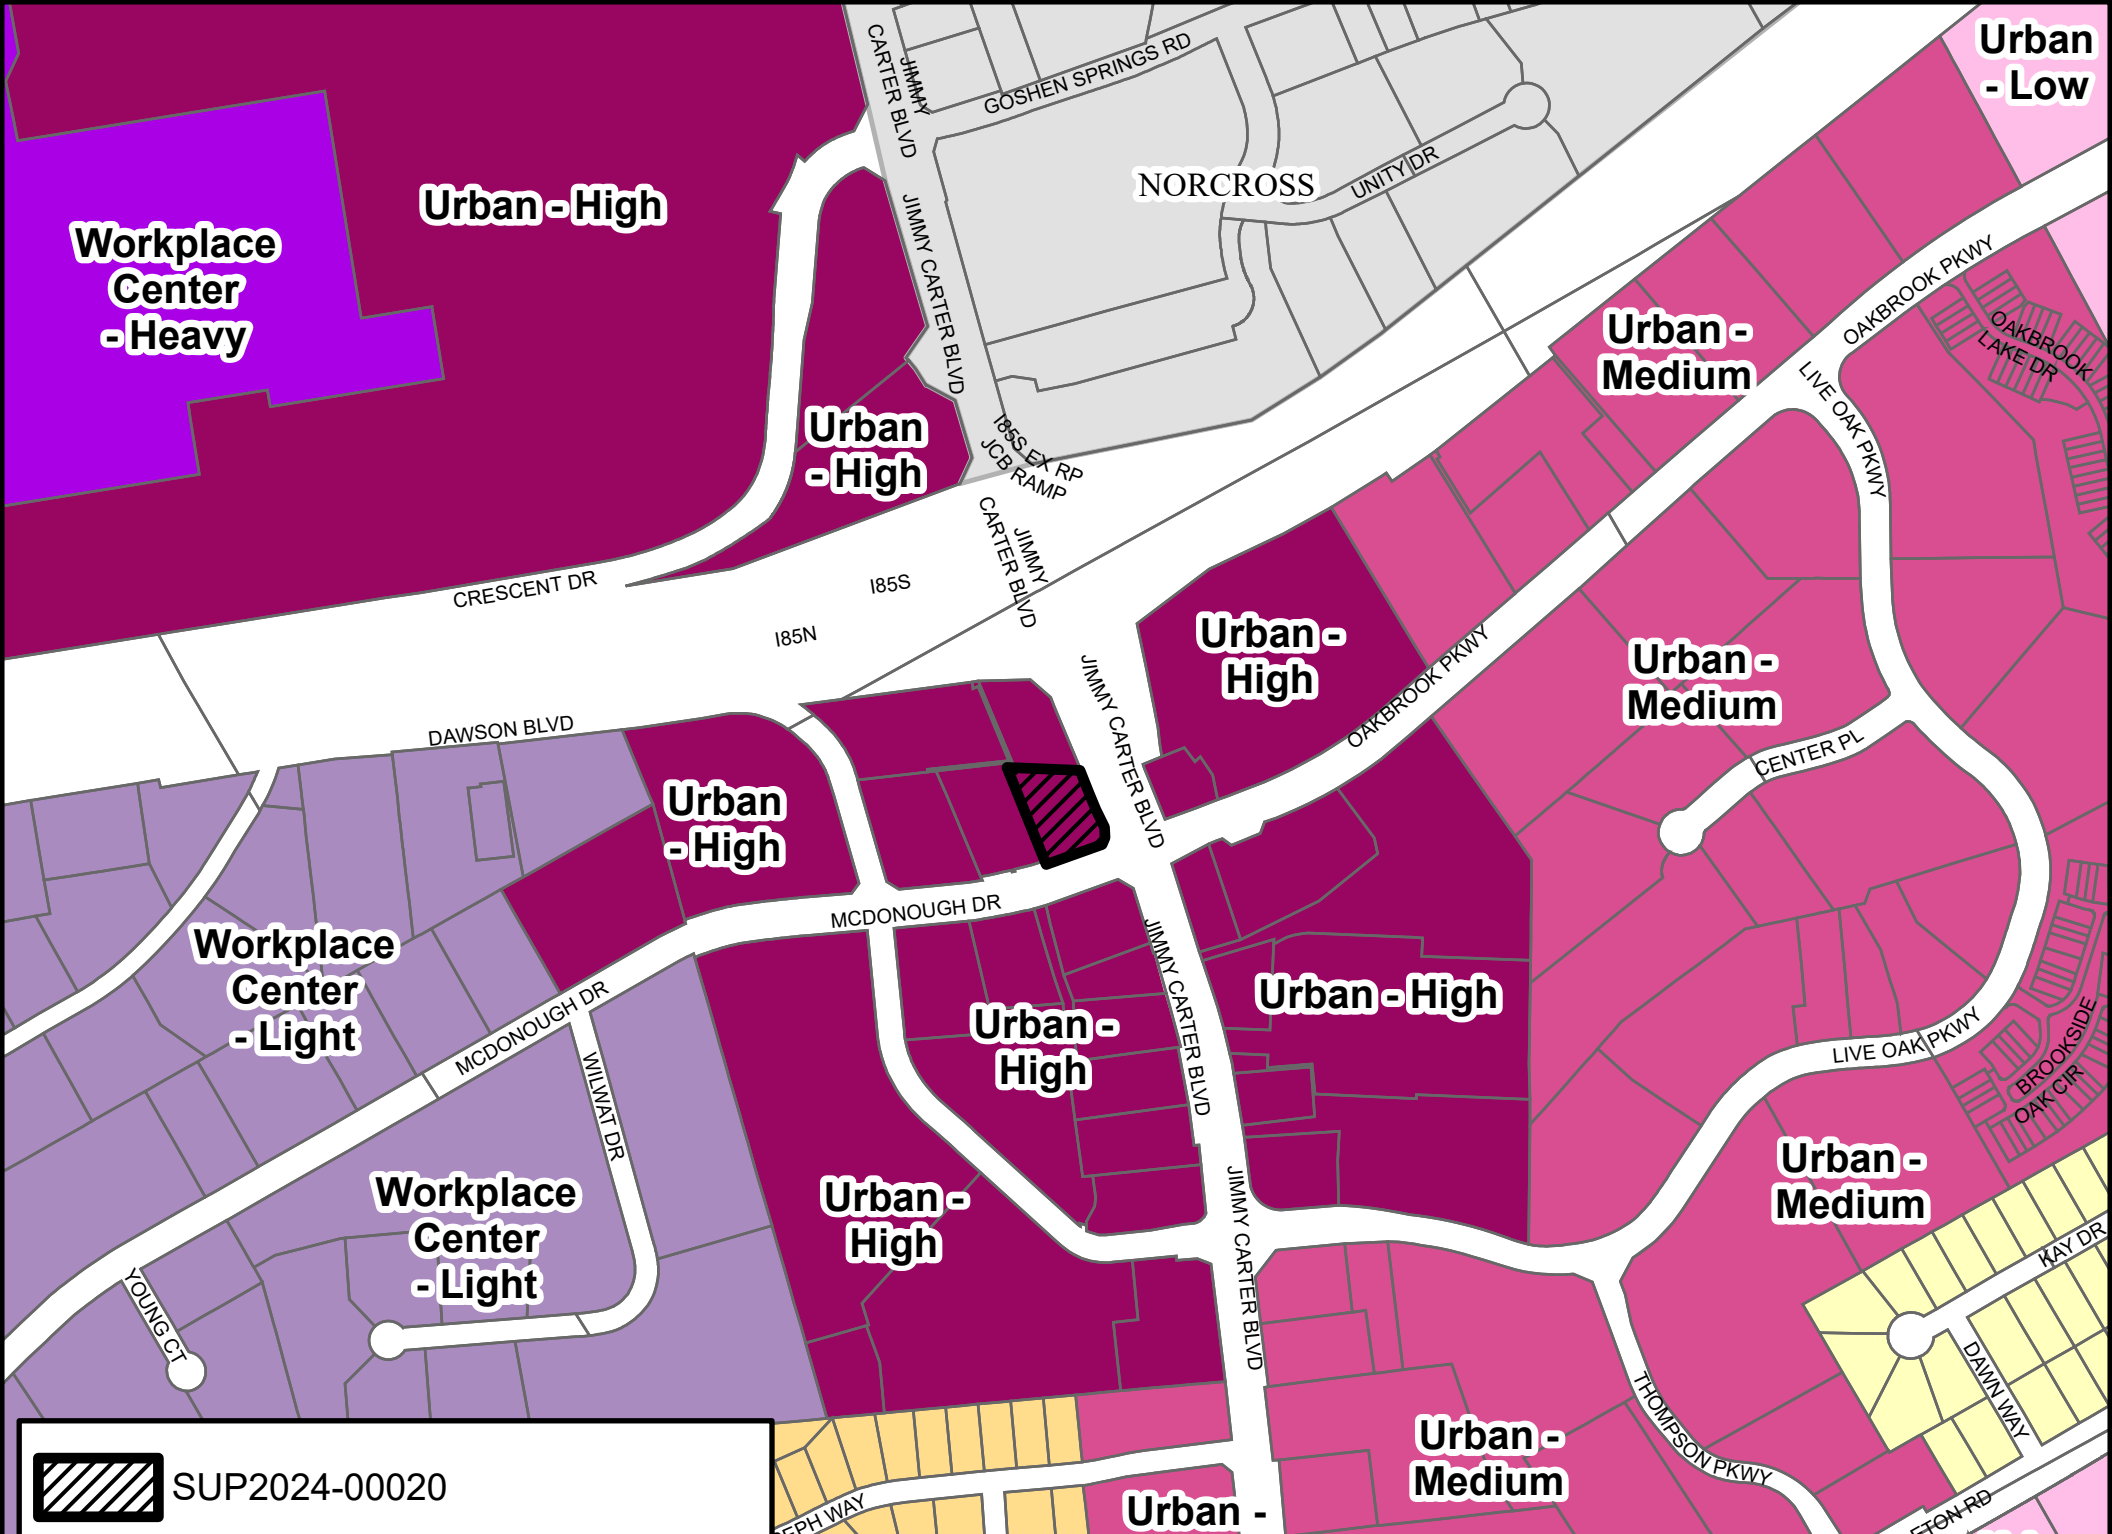 Urban
- Low
JIMMY
CARTER BLVD
GOSHEN SPRINGS RD
NORCROSS
UNITY DR
Urban - High
Workplace
Center
- Heavy
JIMMY CARTER BLVD
OAKBROOK PKWY
OAKBROOK
LAKE DR
Urban -
Medium
LIVE OAK PKWY
Urban
- High
I85S EX RP
JCB RAMP
JIMMY
CARTER BLVD
CRESCENT DR
I85S
I85N
Urban -
High
OAKBROOK PKWY
Urban -
Medium
JIMMY CARTER BLVD
DAWSON BLVD
CENTER PL
Urban
- High
MCDONOUGH DR
Workplace
Center
- Light
JIMMY CARTER BLVD
Urban - High
Urban -
High
MCDONOUGH DR
WILWAT DR
LIVE OAK PKWY
BROOKSIDE
OAK CIR
Urban -
Medium
Workplace
Center
- Light
Urban -
High
JIMMY CARTER BLVD
YOUNG CT
KAY DR
DAWN WAY
THOMPSON PKWY
Urban -
Medium
SUP2024-00020
EPH WAY
Urban -
ETON RD